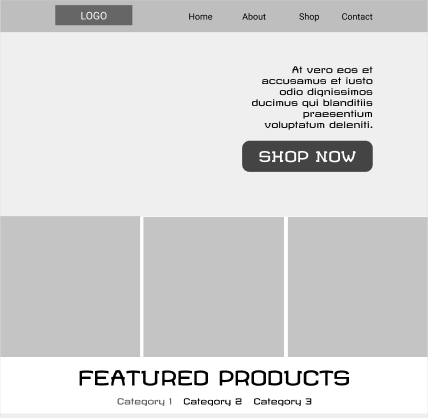 LOGO Home About Shop Contact
At vero eos et
accusamus et iusto
odio dignissimos
ducimus qui blanditiis
praesentium
voluptatum deleniti.
SHOP NOW
FEATURED PRODUCTS
Category 1 Category 2 Category 3